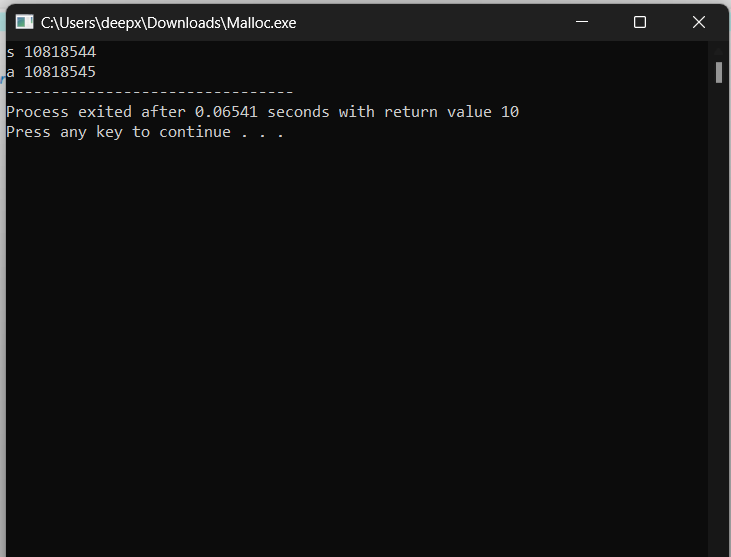 C:\Users\deepx\Downloads\Malloc.exe
s 10818544
a 10818545
--------------------------------
Process exited after 0.06541 seconds with return value 10
Press any key to continue . . .